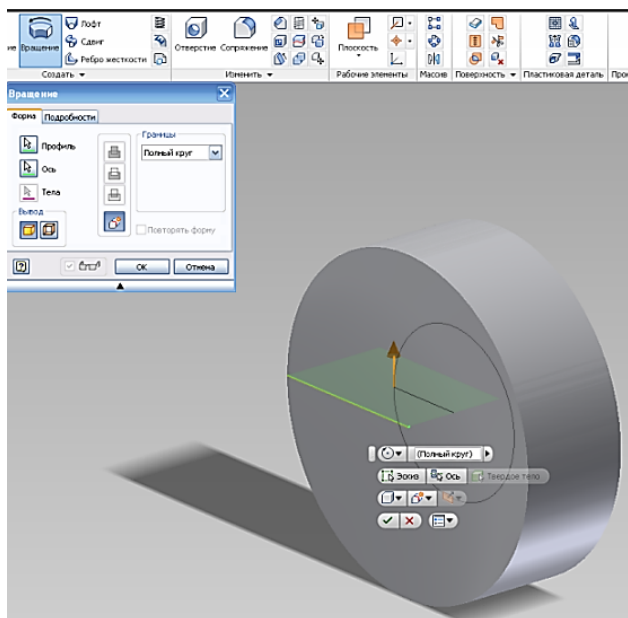 Лофт
Сдвиг
Вращение Ребро жесткости Отверстие Сопряжение Плоскость
Создать Изменить Рабочие элементы Массив Поверхность Пластиковая деталь
Вращение
Форма Подробности
Профиль
Ось
Тела
Границы
Полный круг
Вывод
Повторять форму
ОК Отмена
(Полный круг)
Эскиз Ось Твердое тело